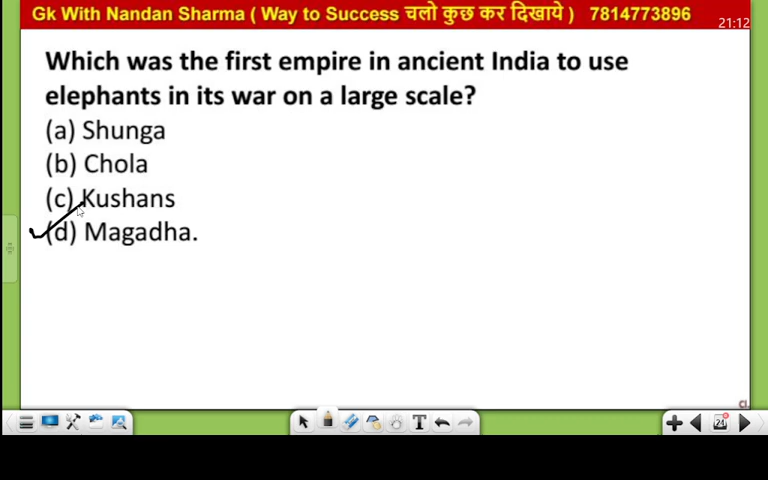 Gk With Nandan Sharma ( Way to Success चलो कुछ कर दिखाये ) 7814773896
21:12
Which was the first empire in ancient India to use
elephants in its war on a large scale?
(a) Shunga
(b) Chola
(c) Kushans
(d) Magadha.
T
24